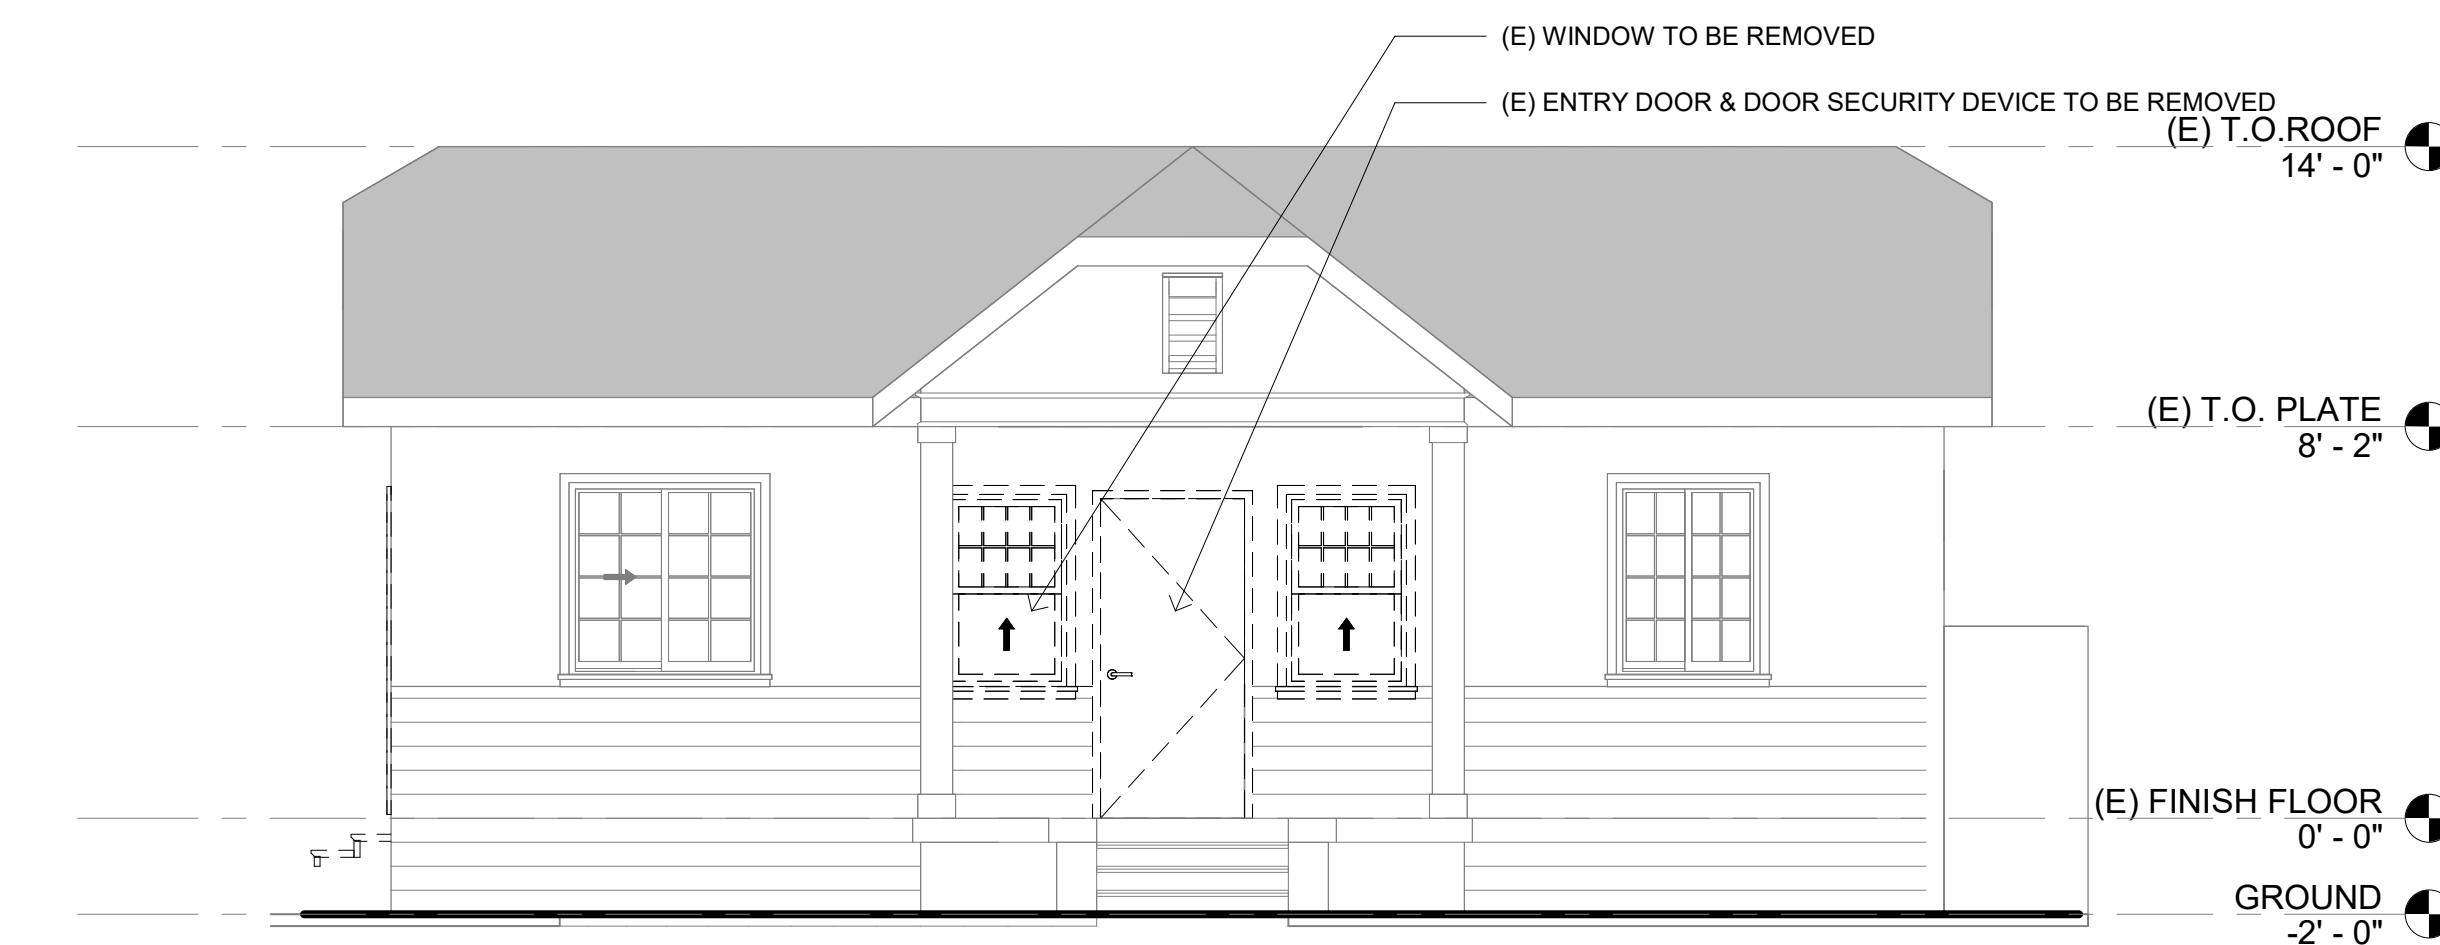 (E) WINDOW TO BE REMOVED
(E) ENTRY DOOR & DOOR SECURITY DEVICE TO BE REMOVED
(E) T.O.ROOF
14' - 0"
(E) T.O. PLATE
8' - 2"
(E) FINISH FLOOR
0' - 0"
GROUND
-2' - 0"